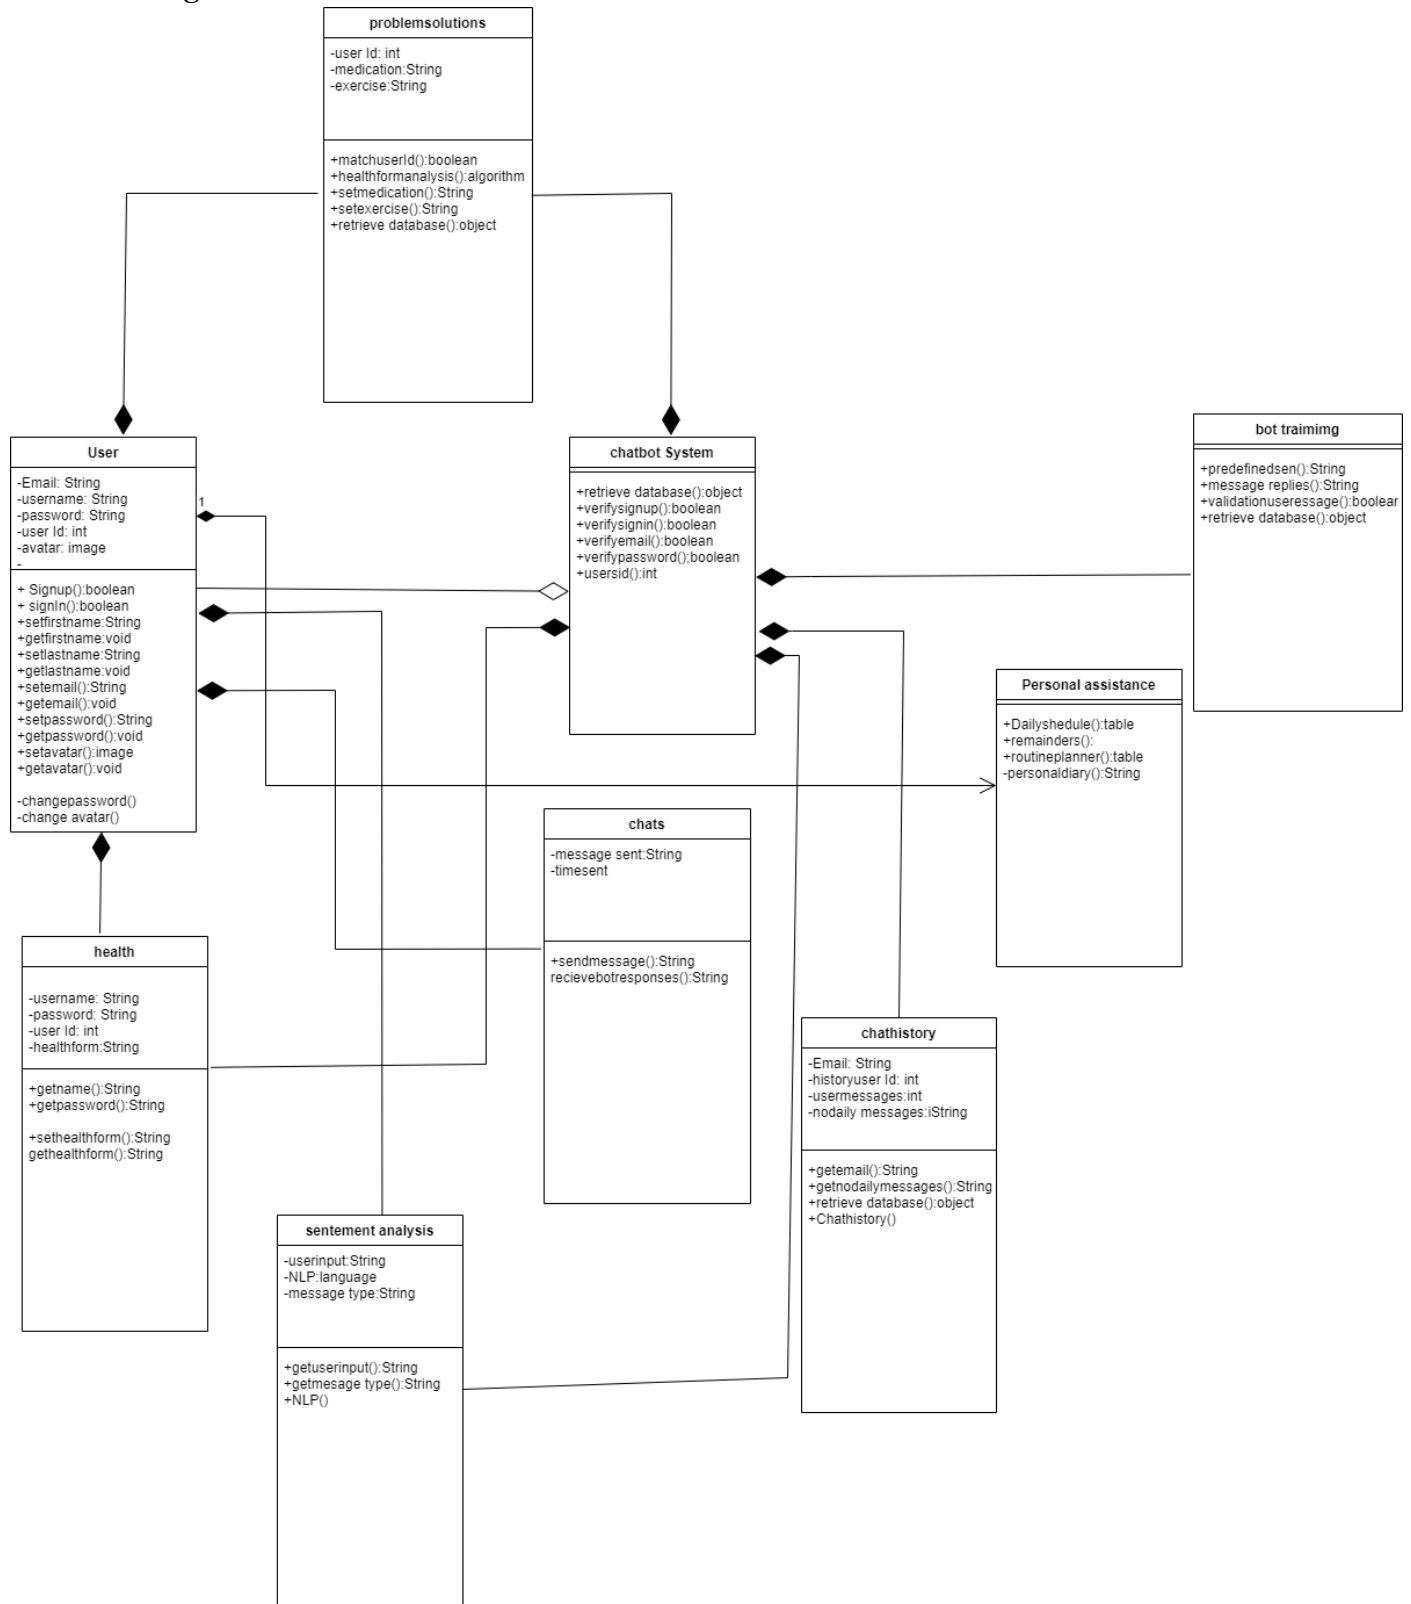 problemsolutions
-user Id: int
-medication:String
-exercise:String
+matchuserId():boolean
+healthformanalysis():algorithm
+setmedication():String
+setexercise():String
+retrieve database():object
User
-Email: String
-username: String
-password: String
-user Id: int
-avatar: image
-
+ Signup():boolean
+ signIn():boolean
+setfirstname:String
+getfirstname:void
+setlastname:String
+getlastname:void
+setemail():String
+getemail():void
+setpassword():String
+getpassword():void
+setavatar():image
+getavatar():void
-changepassword()
-change avatar()
1
chatbot System
+retrieve database():object
+verifysignup():boolean
+verifysignin():boolean
+verifyemail():boolean
+verifypassword();boolean
+usersid():int
bot traimimg
+predefinedsen():String
+message replies():String
+validationuseressage():boolear
+retrieve database():object
Personal assistance
+Dailyshedule():table
+remainders():
+routineplanner():table
-personaldiary():String
chats
-message sent:String
-timesent
+sendmessage():String
recievebotresponses():String
health
-username: String
-password: String
-user Id: int
-healthform:String
+getname():String
+getpassword():String
+sethealthform():String
gethealthform():String
chathistory
-Email: String
-historyuser Id: int
-usermessages:int
-nodaily messages:iString
+getemail():String
+getnodailymessages():String
+retrieve database():object
+Chathistory()
sentement analysis
-userinput:String
-NLP:language
-message type:String
+getuserinput():String
+getmesage type():String
+NLP()